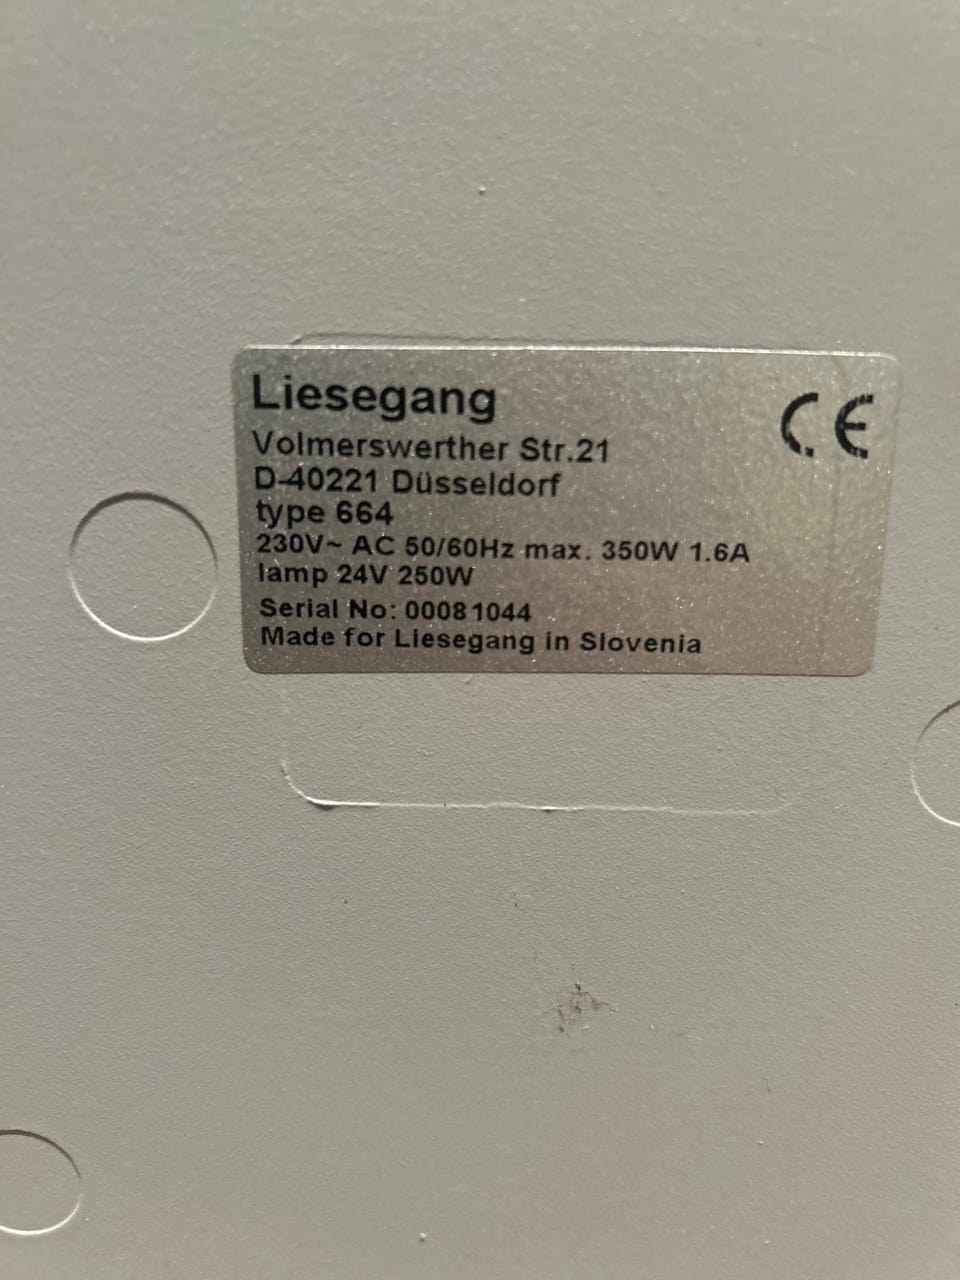 Liesegang
CE
Volmerswerther Str.21
D-40221 Düsseldorf
type 664
230V~ AC 50/60Hz max. 350W 1.6A
lamp 24V 250W
Serial No: 00081044
Made for Liesegang in Slovenia